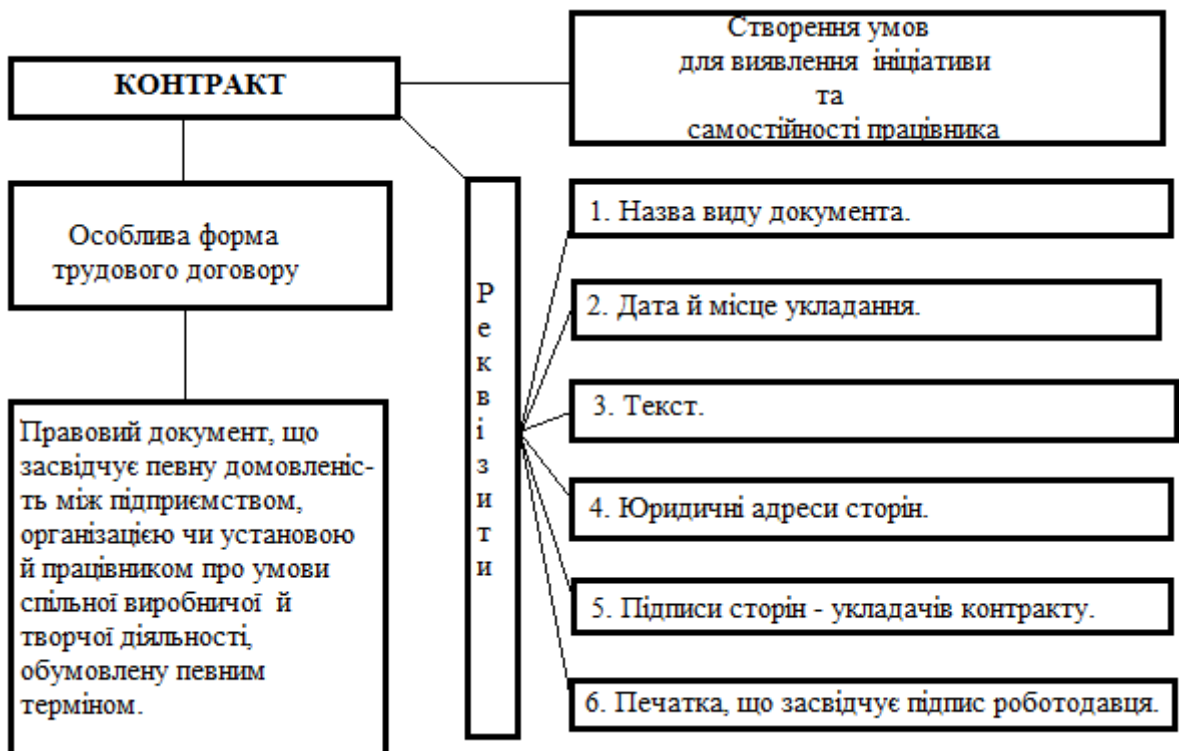 КОНТРАКТ
Створення умов
для виявлення ініціативи
та
самостійності працівника
Особлива форма
трудового договору
Правовий документ, що
засвідчує певну домовленіс-
ть між підприємством,
організацією чи установою
й працівником про умови
спільної виробничої й
творчої діяльності,
обумовлену певним
терміном.
Реквізити
1. Назва виду документа.
2. Дата й місце укладання.
3. Текст.
4. Юридичні адреси сторін.
5. Підписи сторін - укладачів контракту.
6. Печатка, що засвідчує підпис роботодавця.